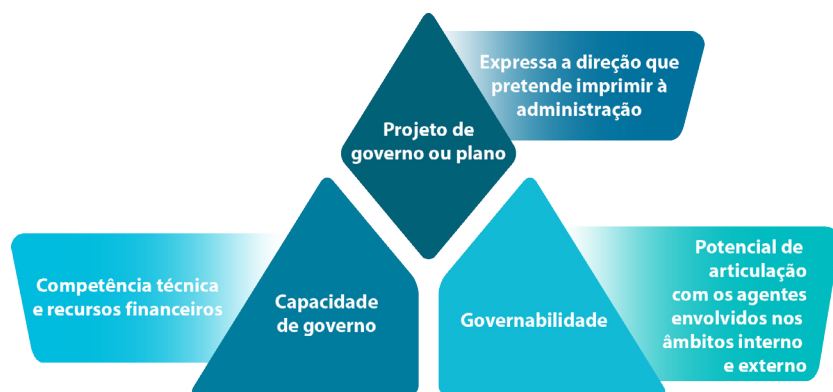 Expressa a direção que
pretende imprimir à
administração
Projeto de
governo ou plano
Competência técnica
e recursos financeiros
Capacidade
de governo
Governabilidade
Potencial de
articulação
com os agentes
envolvidos nos
âmbitos interno
e externo